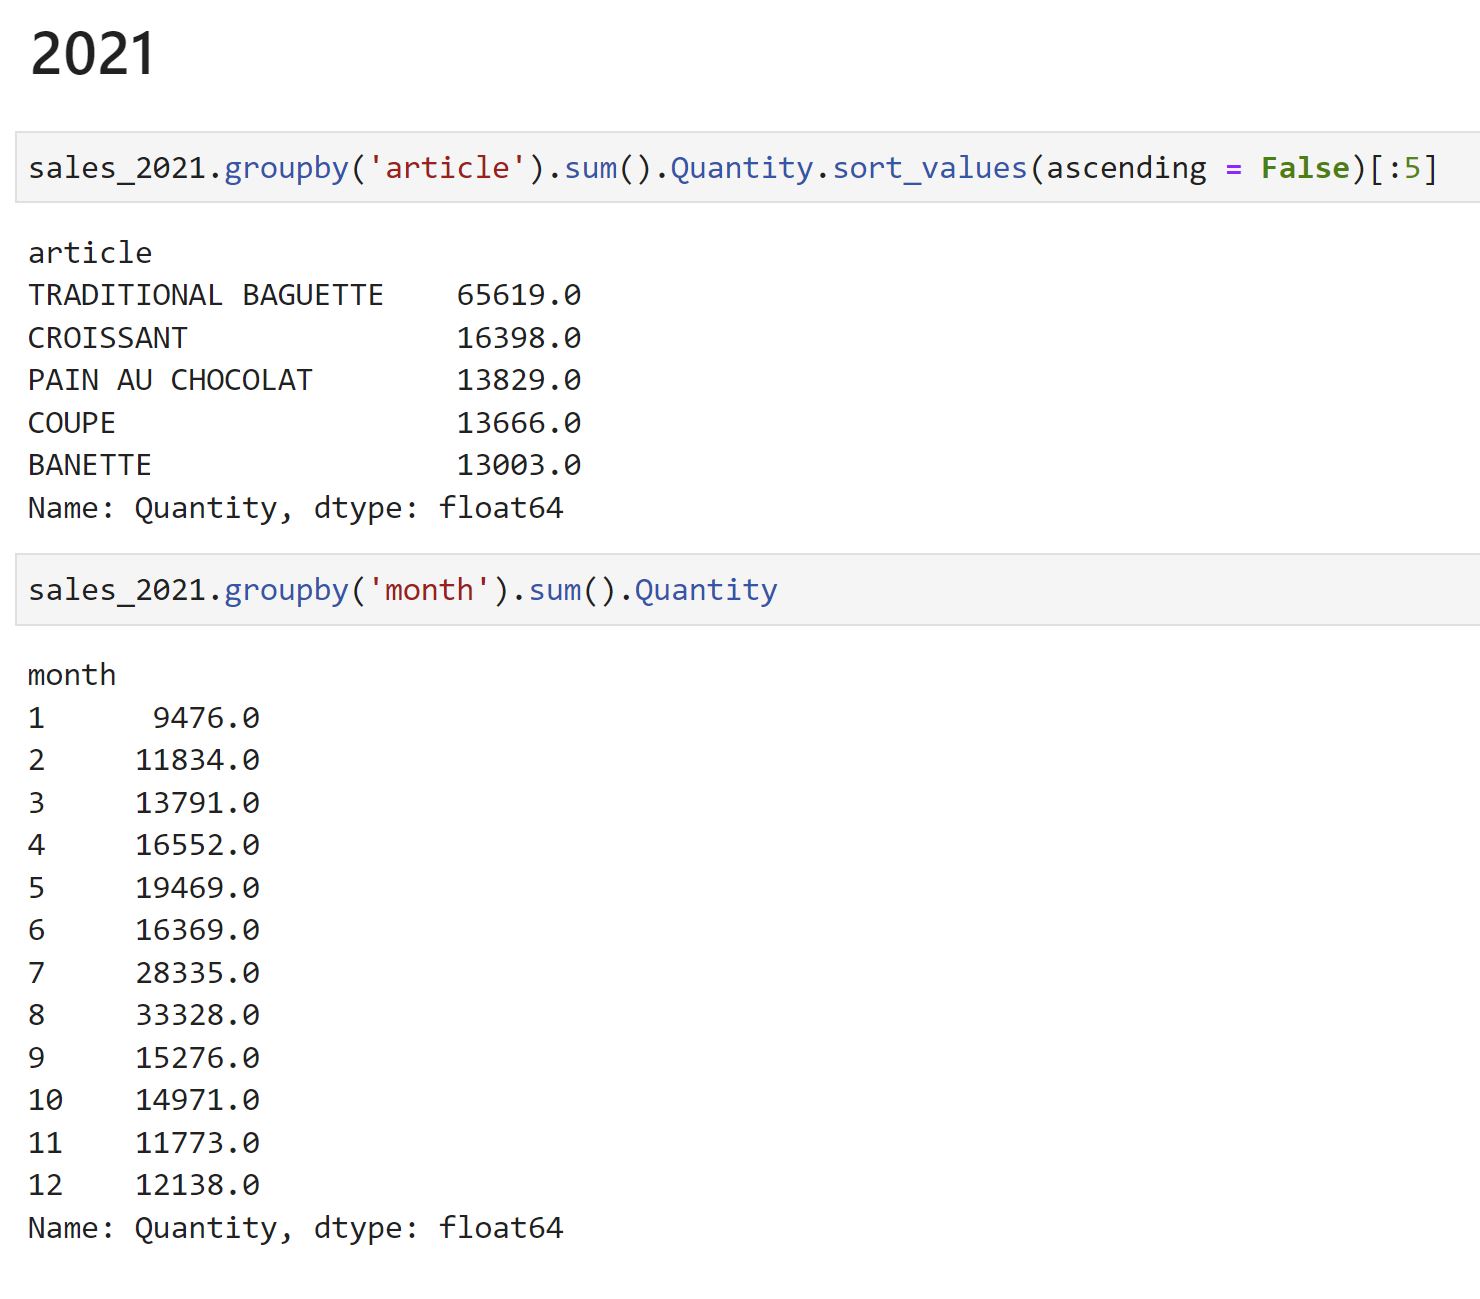 2021
sales_2021.groupby('article').sum().Quantity.sort_values(ascending = False)[:5]
article
TRADITIONAL BAGUETTE    65619.0
CROISSANT               16398.0
PAIN AU CHOCOLAT        13829.0
COUPE                   13666.0
BANETTE                 13003.0
Name: Quantity, dtype: float64
sales_2021.groupby('month').sum().Quantity
month
1      9476.0
2     11834.0
3     13791.0
4     16552.0
5     19469.0
6     16369.0
7     28335.0
8     33328.0
9     15276.0
10    14971.0
11    11773.0
12    12138.0
Name: Quantity, dtype: float64